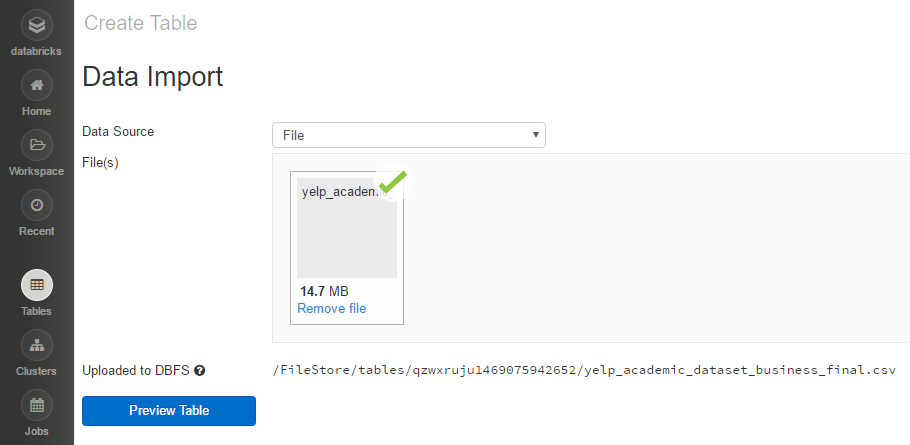 databricks
Home
Workspace
Recent
Tables
Clusters
Jobs
Create Table
Data Import
Data Source
File
File(s)
yelp_academic_
14.7 MB
Remove file
Uploaded to DBFS
/FileStore/tables/qzwxruju1469075942652/yelp_academic_dataset_business_final.csv
Preview Table